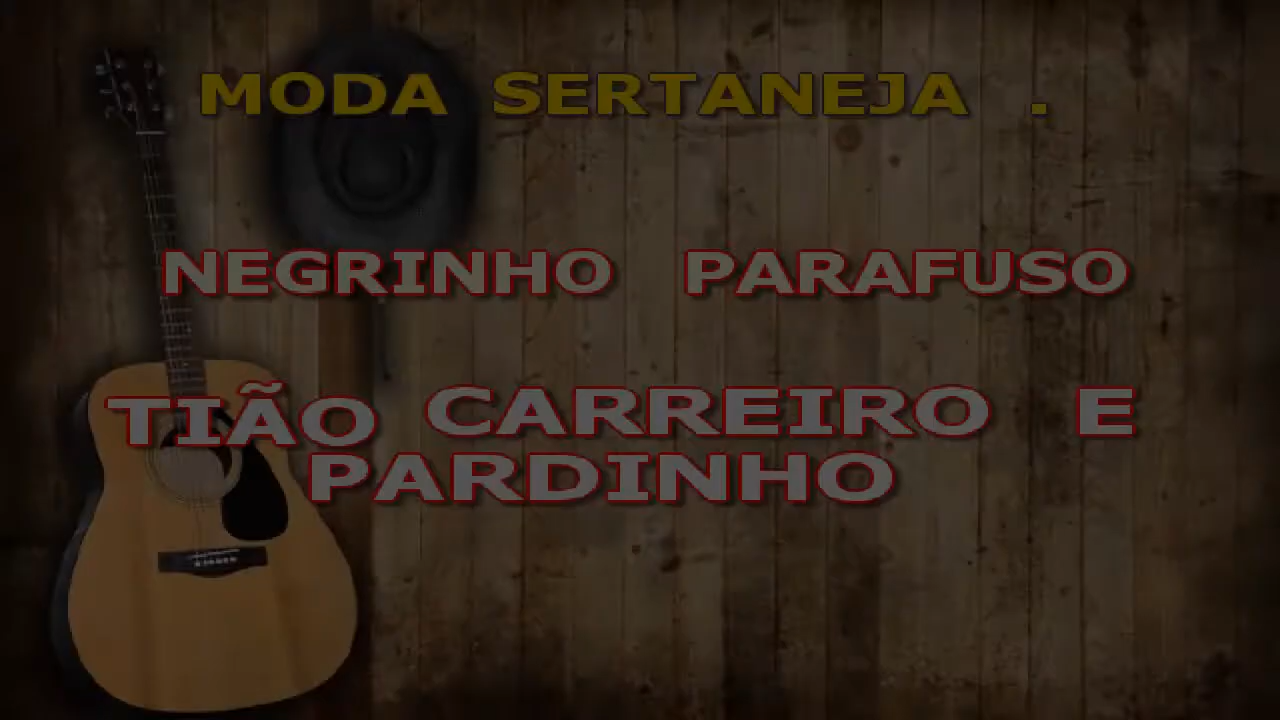 MODA SERTANEJA .
NEGRINHO PARAFUSO
TIÃO CARREIRO E
PARDINHO